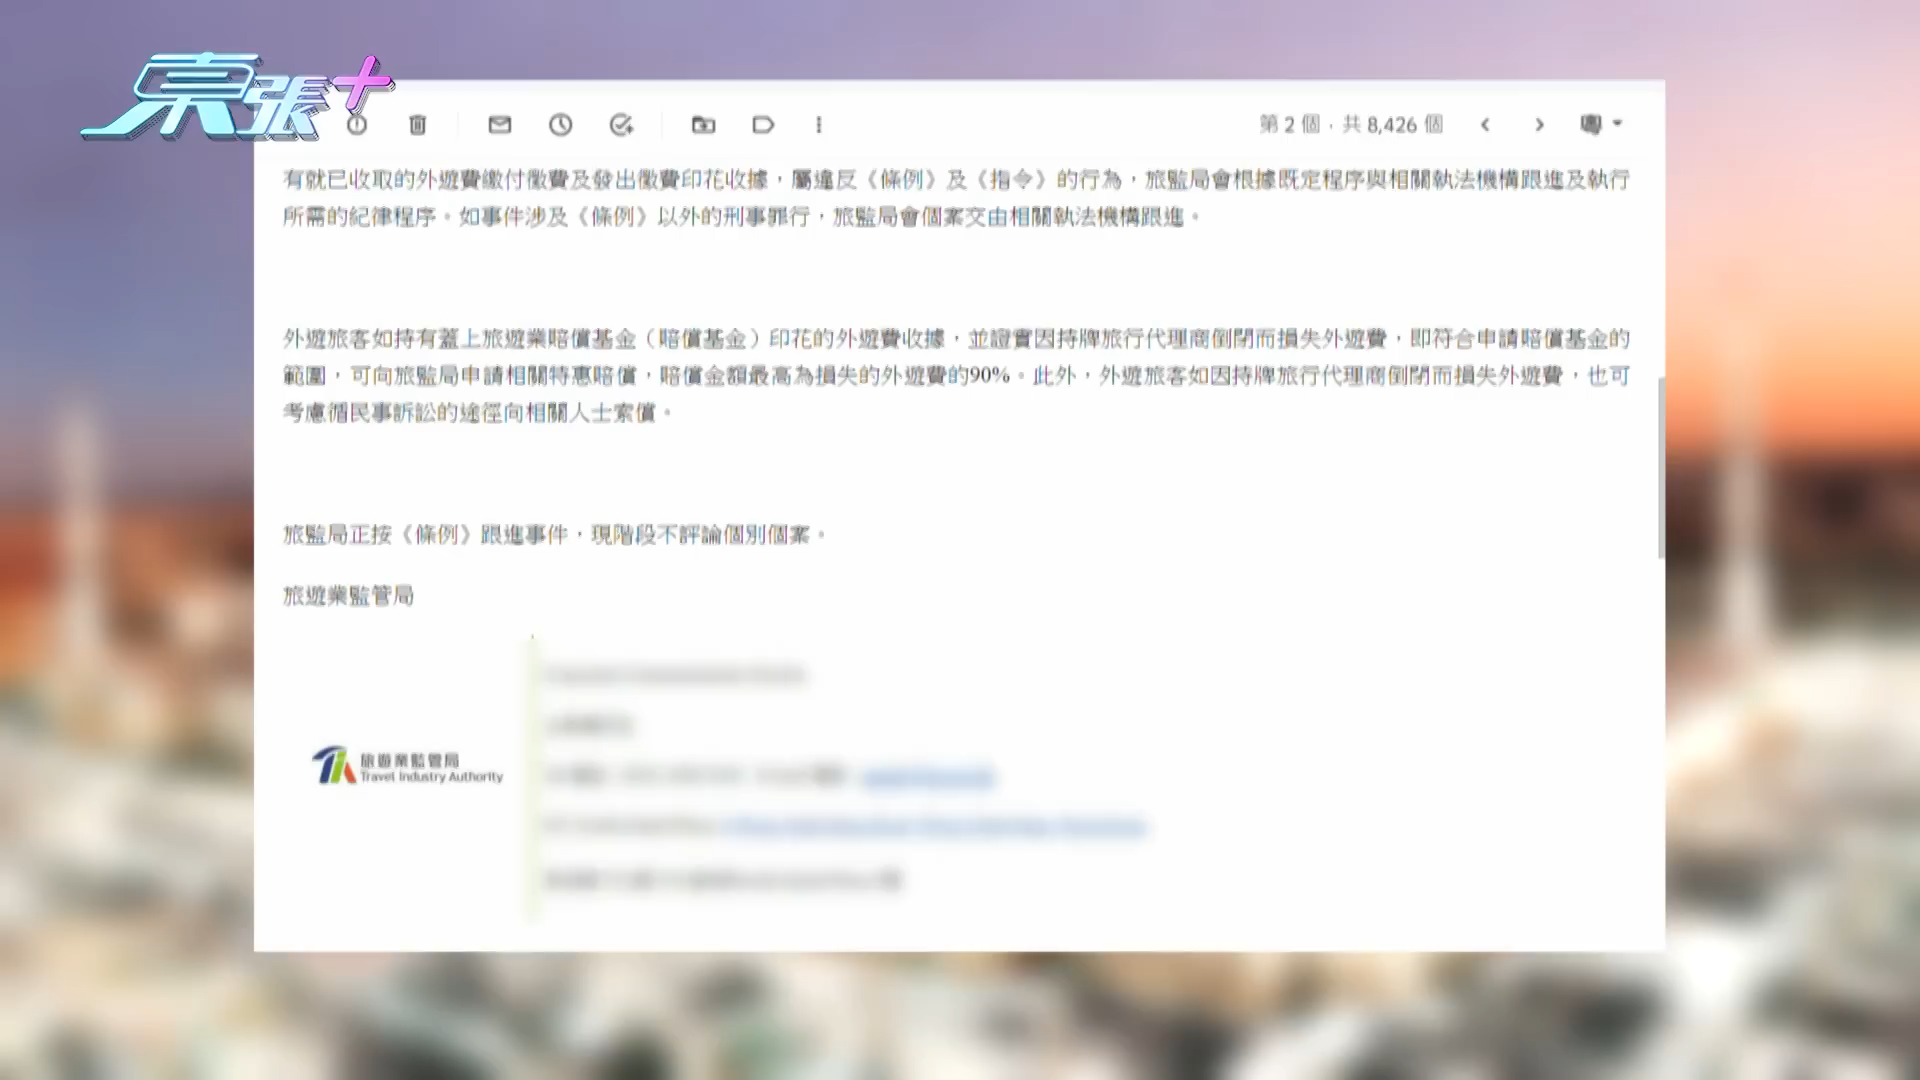 東張+
第 2 個，共 8,426 個
有就已收取的外遊費繳付徵費及發出徵費印花收據，屬違反《條例》及《指令》的行為，旅監局會根據既定程序與相關執法機構跟進及執行
所需的紀律程序。如事件涉及《條例》以外的刑事罪行，旅監局會個案交由相關執法機構跟進。
外遊旅客如持有蓋上旅遊業賠償基金（賠償基金）印花的外遊費收據，並證實因持牌旅行代理商倒閉而損失外遊費，即符合申請賠償基金的
範圍，可向旅監局申請相關特惠賠償，賠償金額最高為損失的外遊費的90%。此外，外遊旅客如因持牌旅行代理商倒閉而損失外遊費，也可
考慮循民事訴訟的途徑向相關人士索償。
旅監局正按《條例》跟進事件，現階段不評論個別個案。
旅遊業監管局
旅遊業監管局
Travel Industry Authority